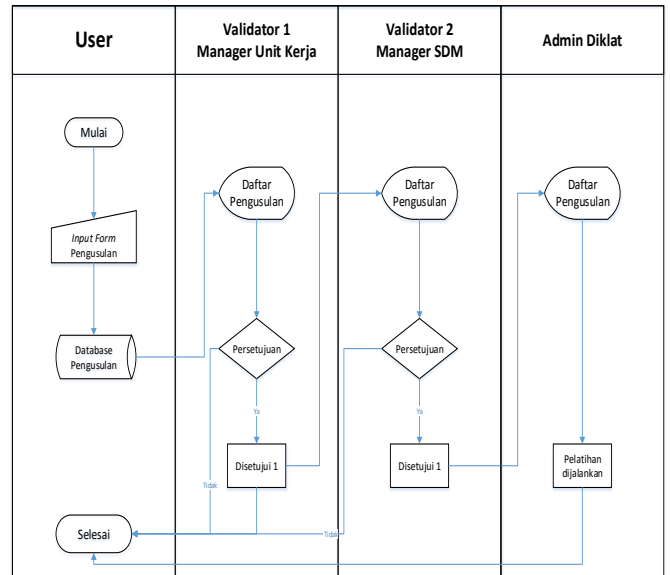 User
Validator 1
Manager Unit Kerja
Validator 2
Manager SDM
Admin Diklat
Mulai
Input Form
Pengusulan
Database
Pengusulan
Selesai
Daftar
Pengusulan
Persetujuan
Ya
Disetujui 1
Tidak
Daftar
Pengusulan
Persetujuan
Ya
Disetujui 1
Tidak
Daftar
Pengusulan
Pelatihan
dijalankan